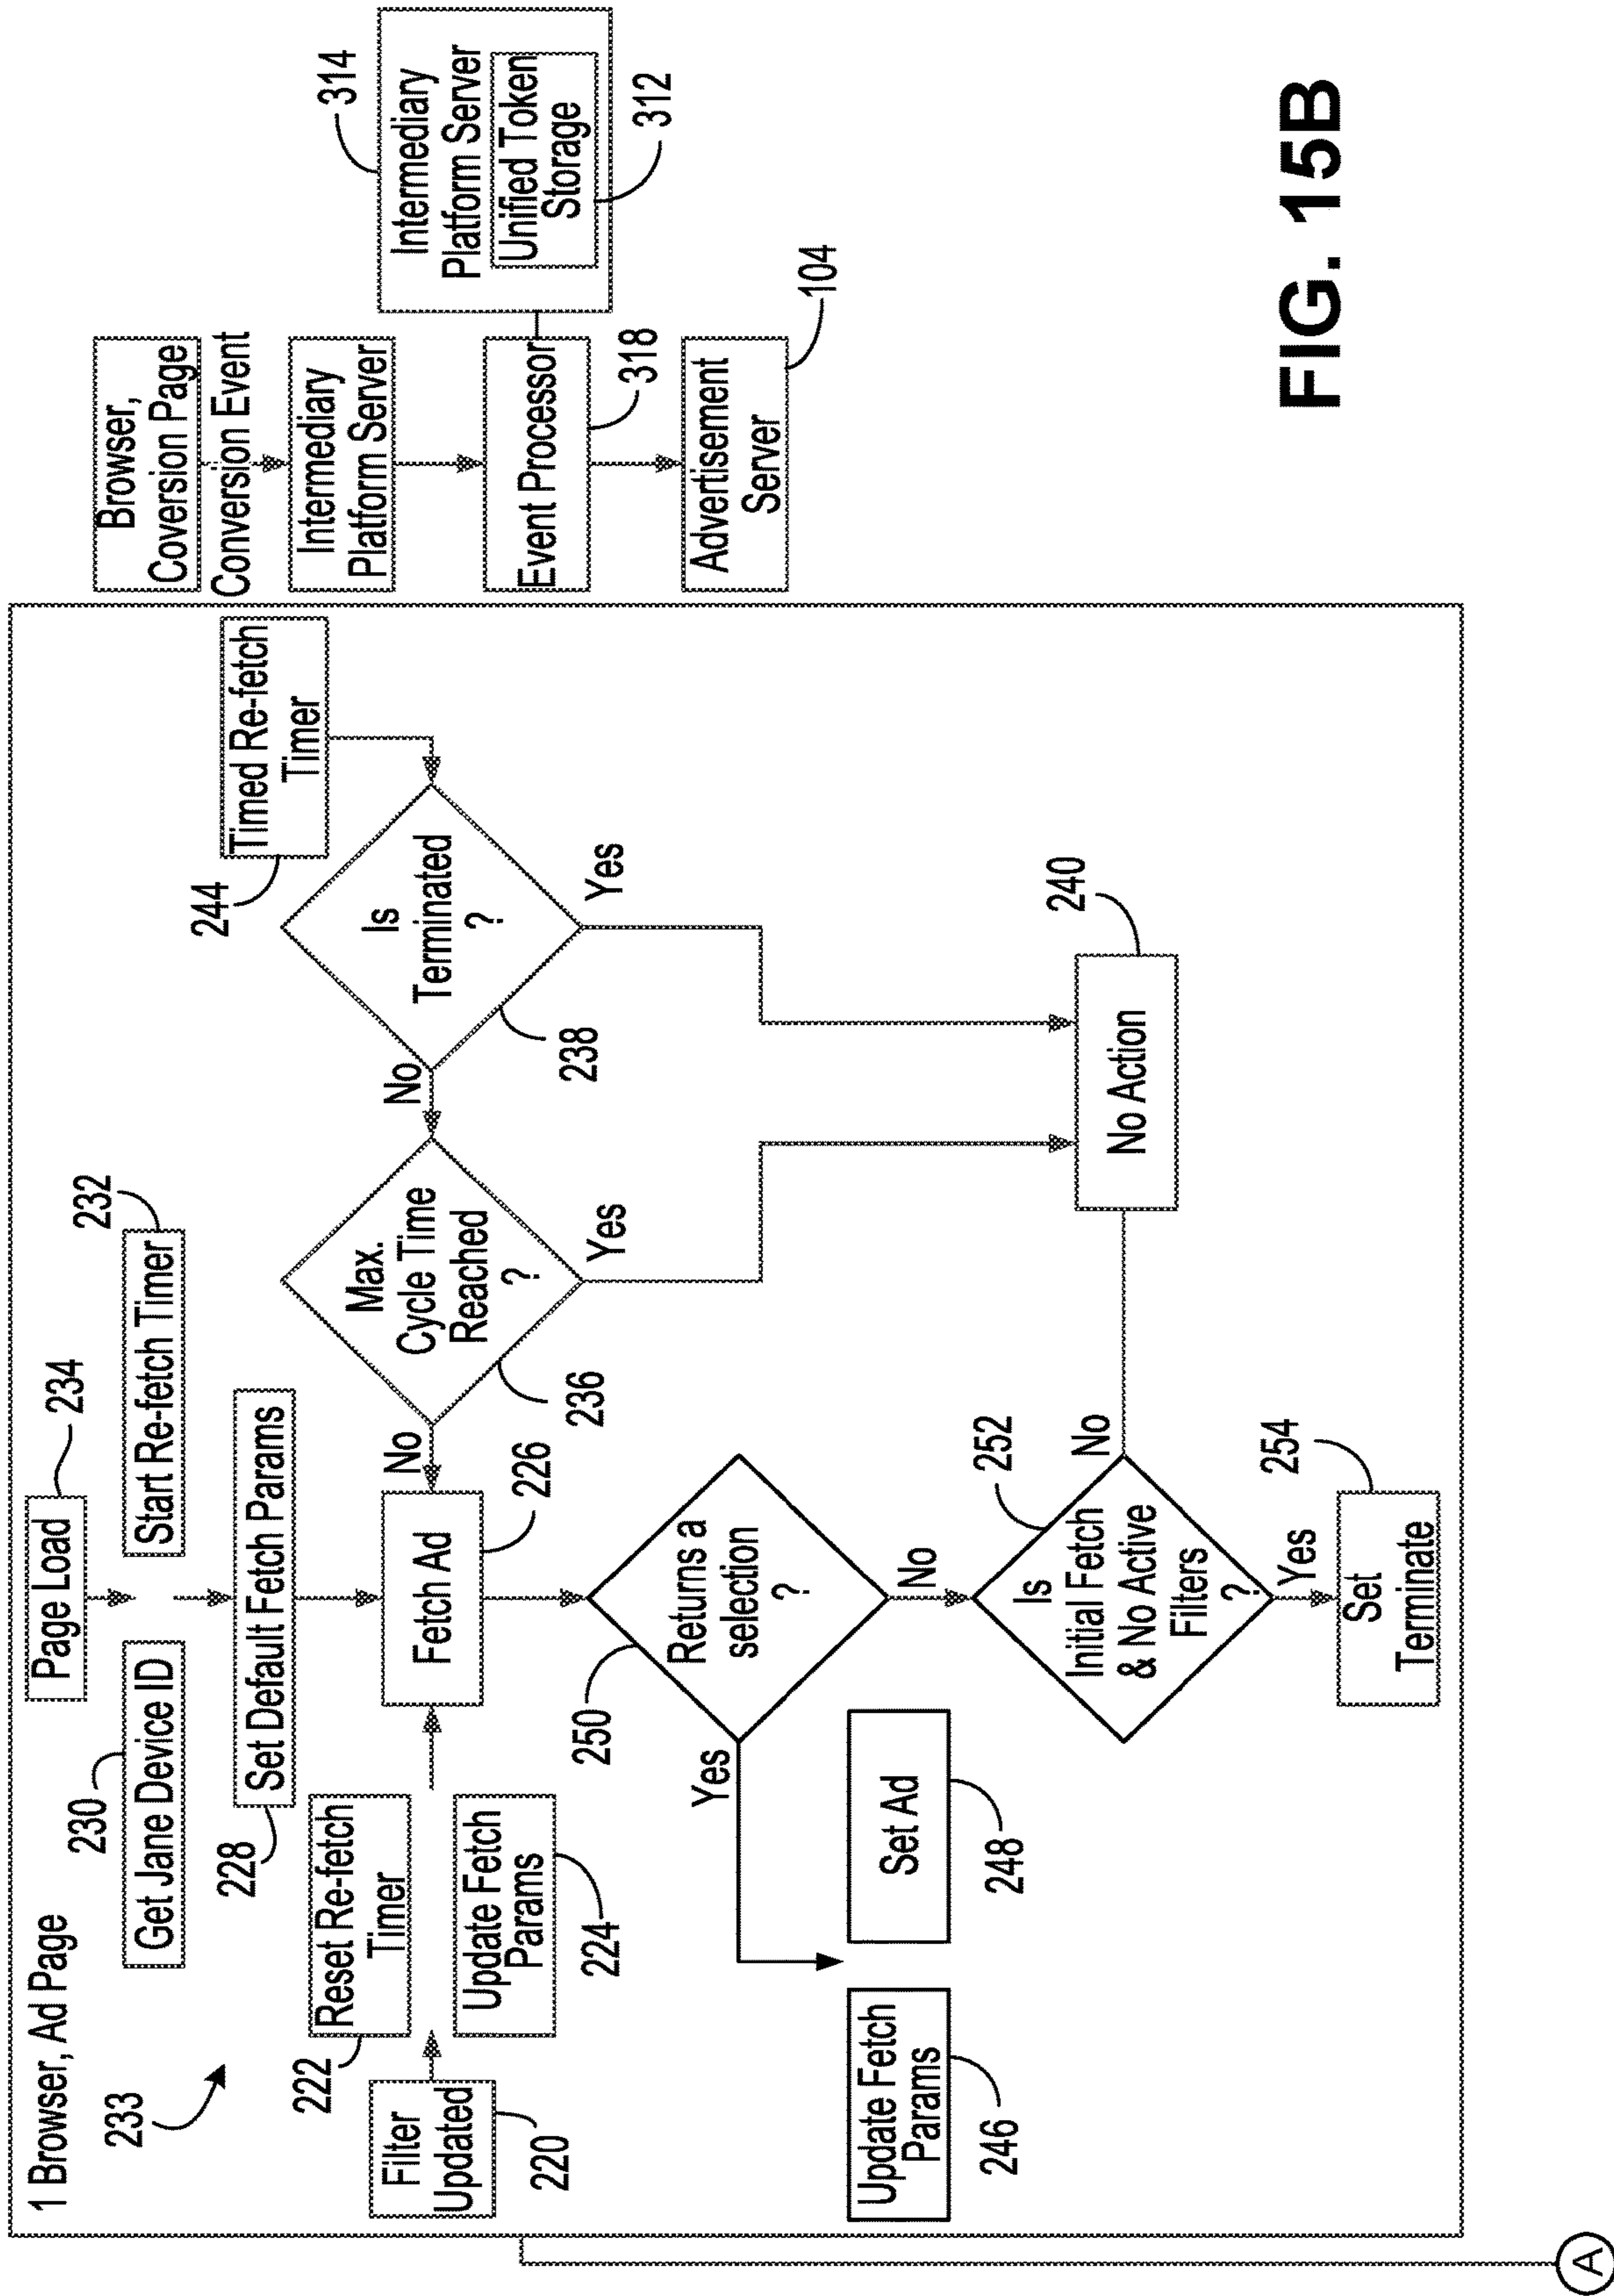 1 Browser, Ad Page
233
Page Load
234
230
Get Jane Device ID
Start Re-fetch Timer
232
228
Set Default Fetch Params
222
Reset Re-fetch
Timer
Filter
Updated
220
Update Fetch
Params
224
Fetch Ad
226
No
Max.
Cycle Time
Reached
?
236
Yes
No
Is
Terminated
?
238
Yes
244
Timed Re-fetch
Timer
250
Returns a
selection
?
Yes
No
Update Fetch
Params
246
Set Ad
248
Is
Initial Fetch
& No Active
Filters
?
252
No
Yes
No Action
240
Set
Terminate
254
Browser,
Coversion Page
Conversion Event
Intermediary
Platform Server
Event Processor
318
Advertisement
Server
104
Intermediary
Platform Server
314
Unified Token
Storage
312
A
FIG. 15B